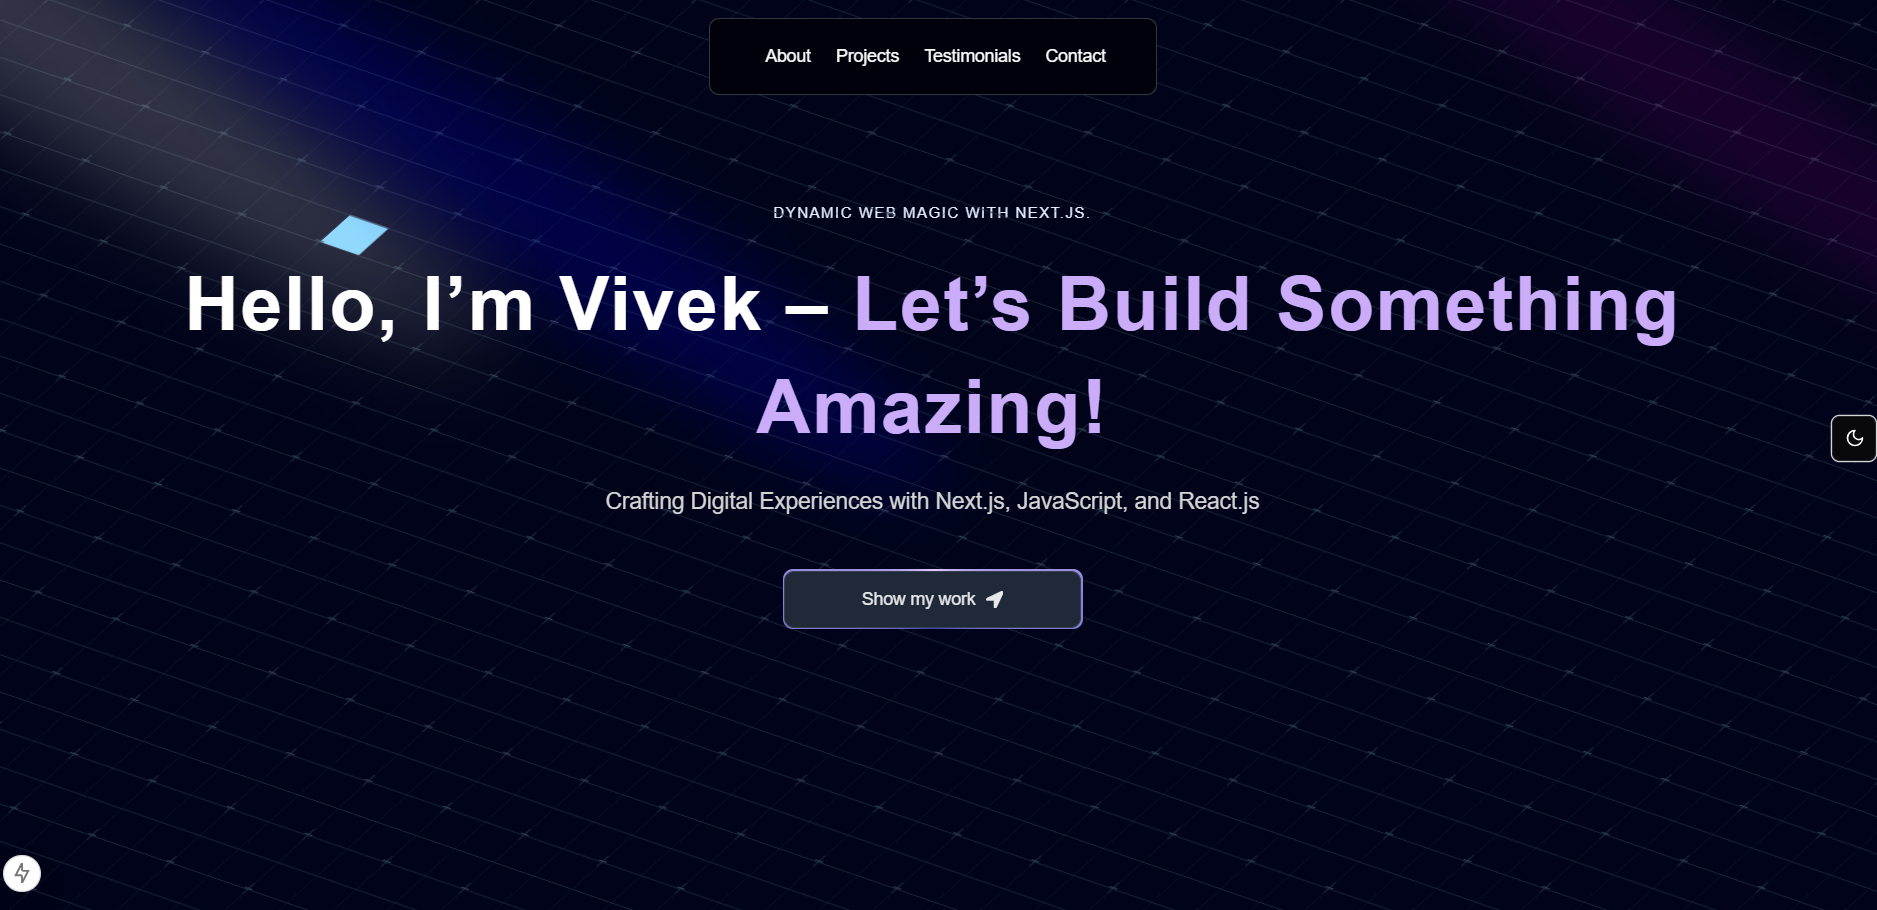 About Projects Testimonials Contact
DYNAMIC WEB MAGIC WITH NEXT.JS.
Hello, I’m Vivek – Let’s Build Something
Amazing!
Crafting Digital Experiences with Next.js, JavaScript, and React.js
Show my work